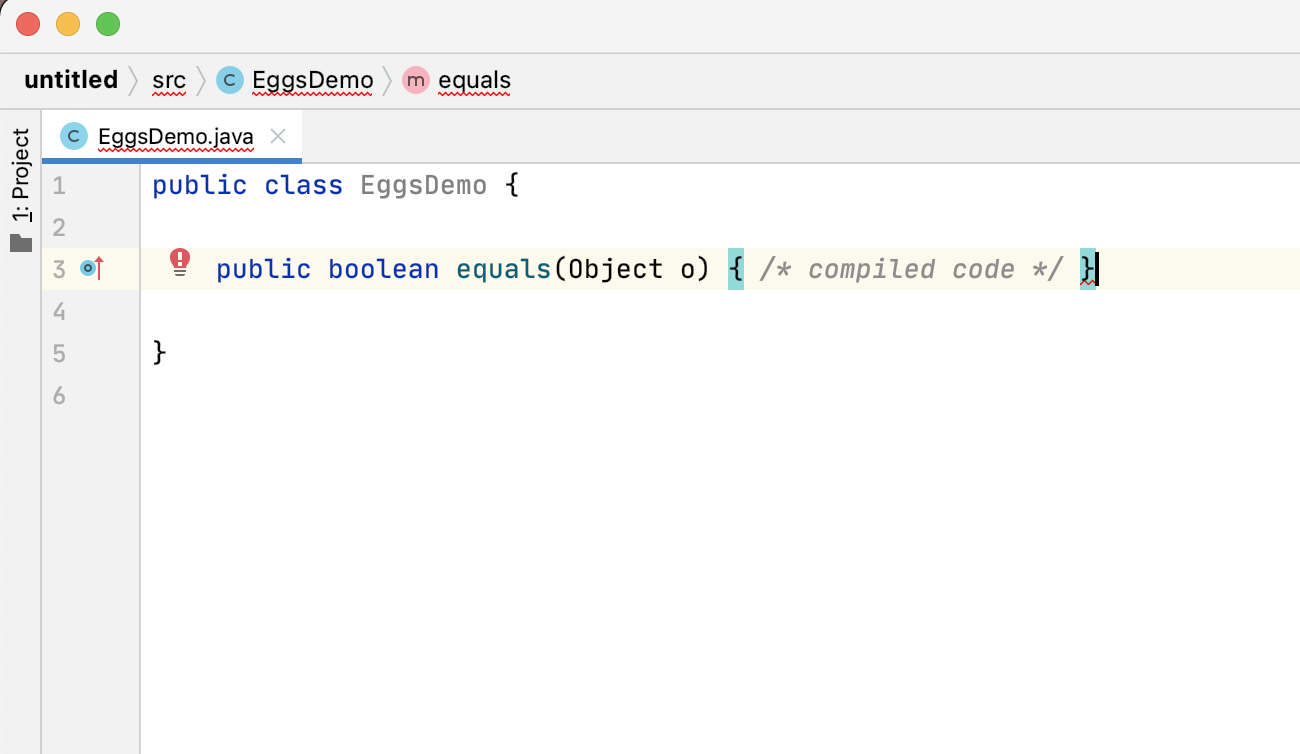 untitled src C EggsDemo m equals
1: Project
C EggsDemo.java
1 public class EggsDemo {
2
3 public boolean equals(Object o) { /* compiled code */ }
4
5 }
6